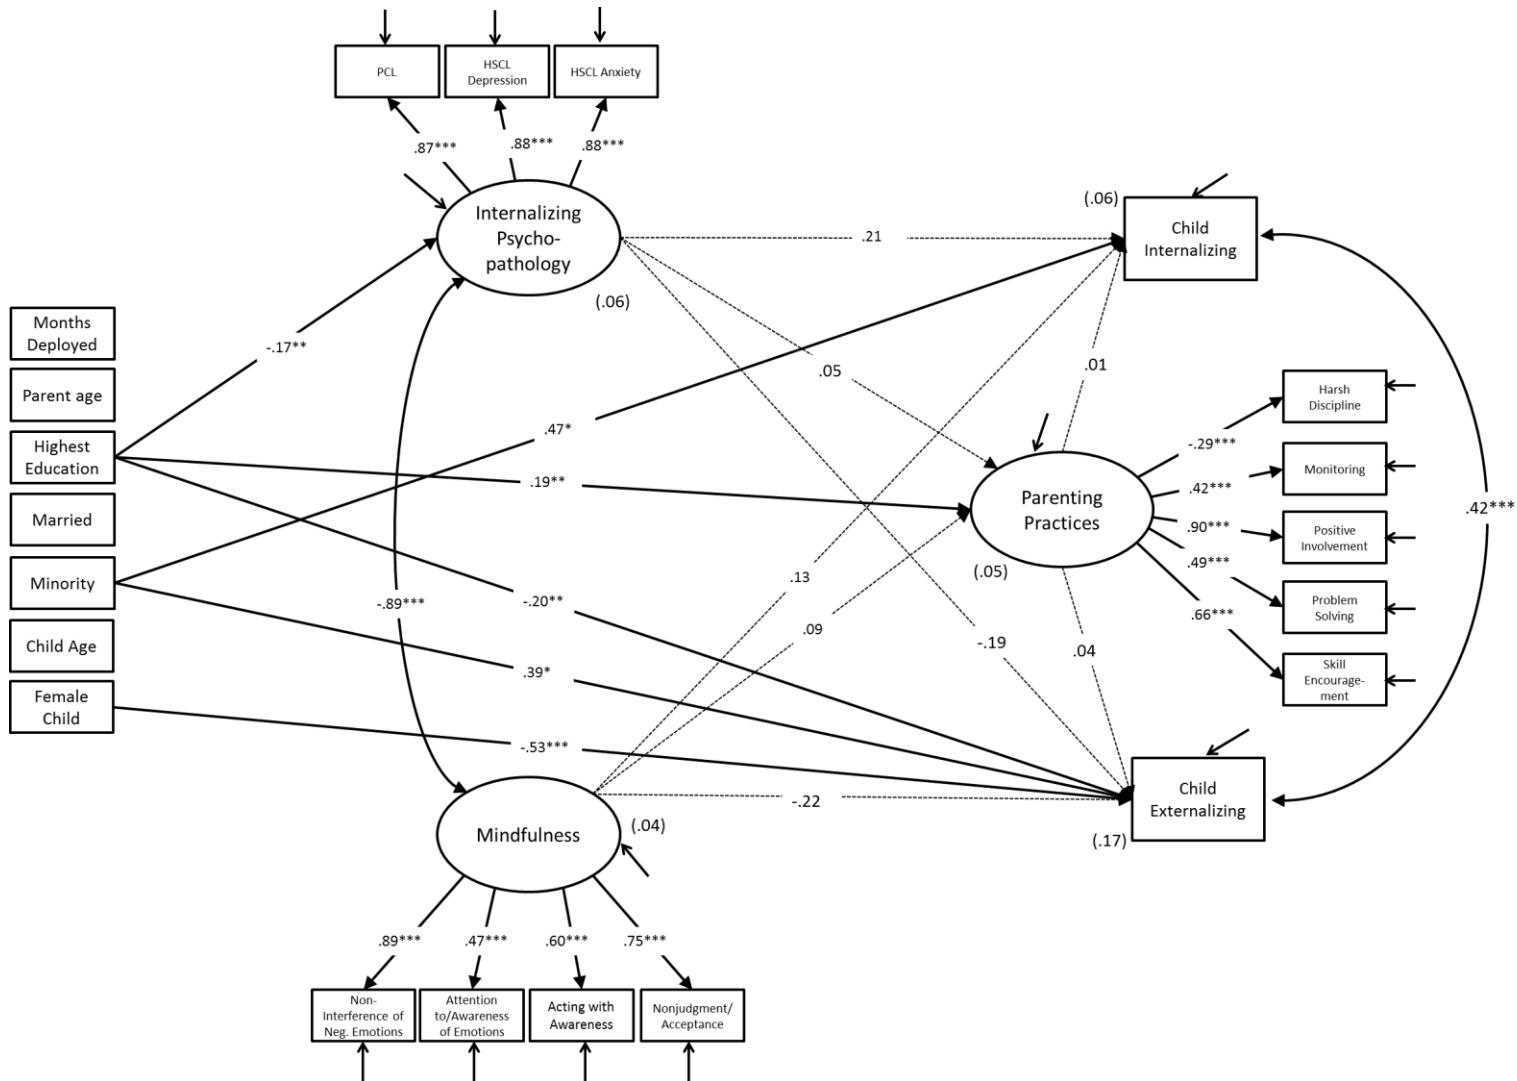 PCL
HSCL
Depression
HSCL Anxiety
.87***
.88***
.88***
Internalizing
Psycho-
pathology
(.06)
(.06)
Child
Internalizing
.21
Months
Deployed
Parent age
Highest
Education
Married
Minority
Child Age
Female
Child
-.17**
.47*
.19**
-.89***
-.20**
.39*
-.53***
.05
.01
.13
.09
-.19
.04
-.22
Parenting
Practices
(.05)
-.29***
.42***
.90***
.49***
.66***
Harsh
Discipline
Monitoring
Positive
Involvement
Problem
Solving
Skill
Encourage-
ment
.42***
Child
Externalizing
(.17)
Mindfulness
(.04)
.89***
.47***
.60***
.75***
Non-
Interference of
Neg. Emotions
Attention
to/Awareness
of Emotions
Acting with
Awareness
Nonjudgment/
Acceptance